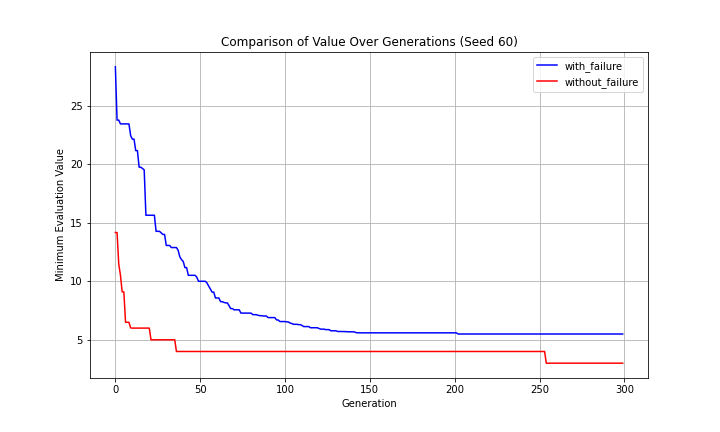 Comparison of Value Over Generations (Seed 60)
with_failure
without_failure
Minimum Evaluation Value
25
20
15
10
5
0
50
100
150
200
250
300
Generation